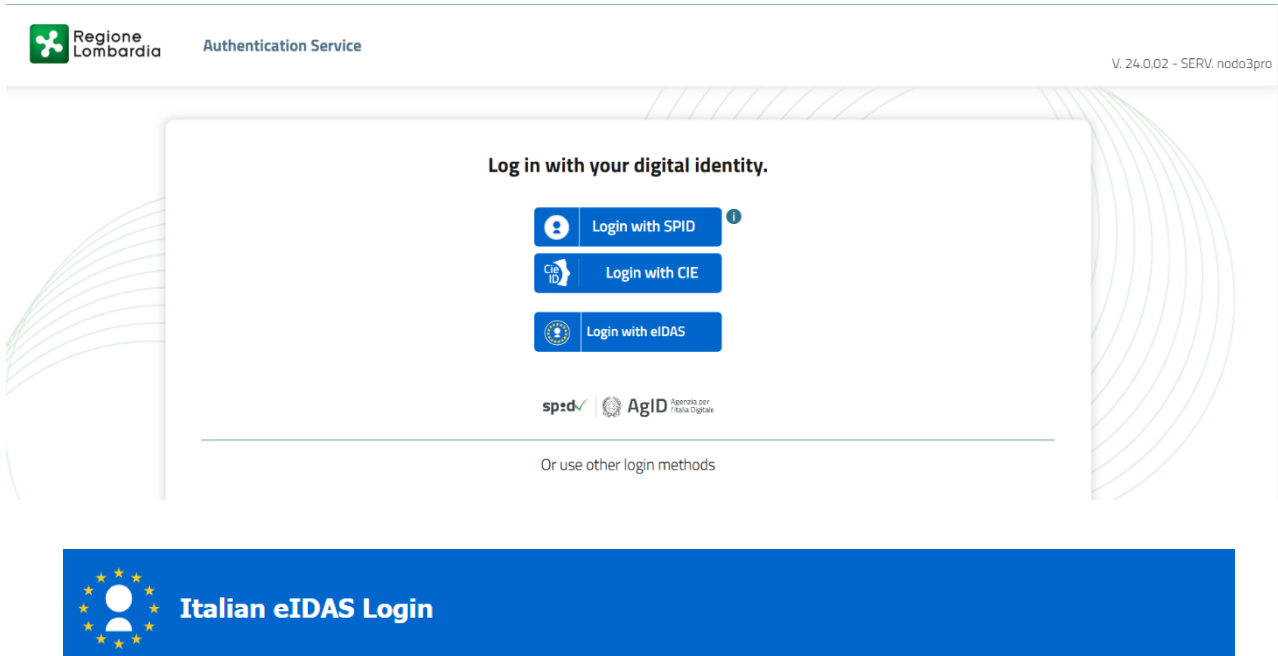 Regione
Lombardia
Authentication Service
V. 24.0.02 - SERV. nodo3pro
Log in with your digital identity.
Login with SPID
i
Cie
ID
Login with CIE
Login with eIDAS
sp:d
AgID
Agenzia per
l'Italia Digitale
Or use other login methods
Italian eIDAS Login